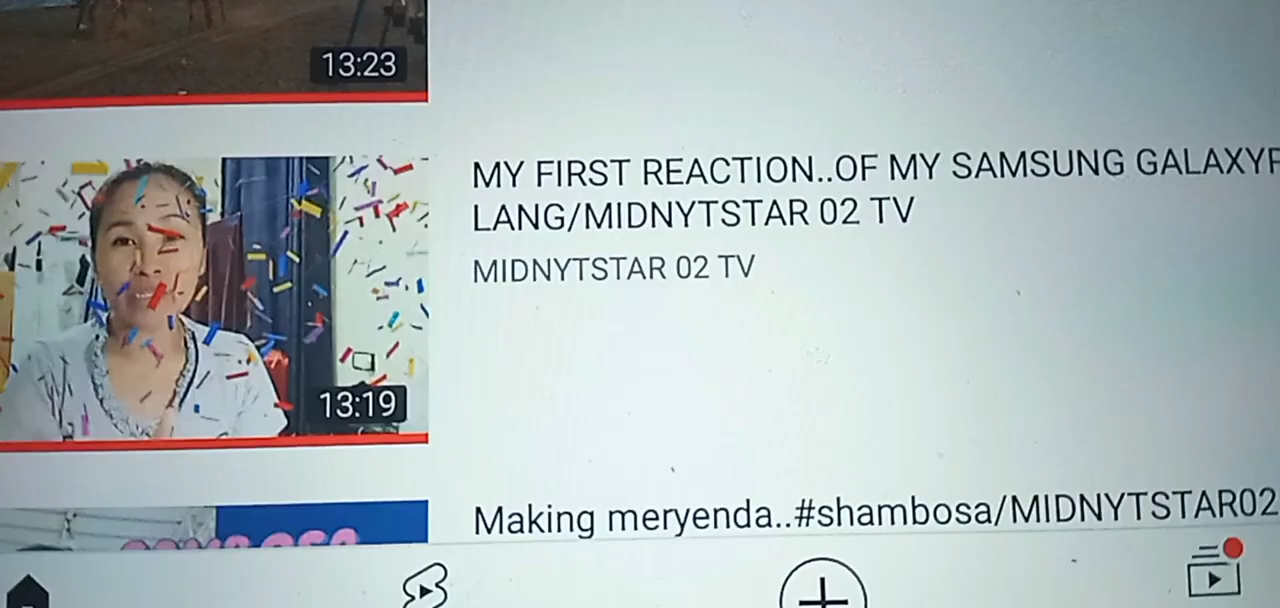 13:23
MY FIRST REACTION..OF MY SAMSUNG GALAXY
LANG/MIDNYTSTAR 02 TV
MIDNYTSTAR 02 TV
13:19
Making meryenda..#shambosa/MIDNYTSTAR02